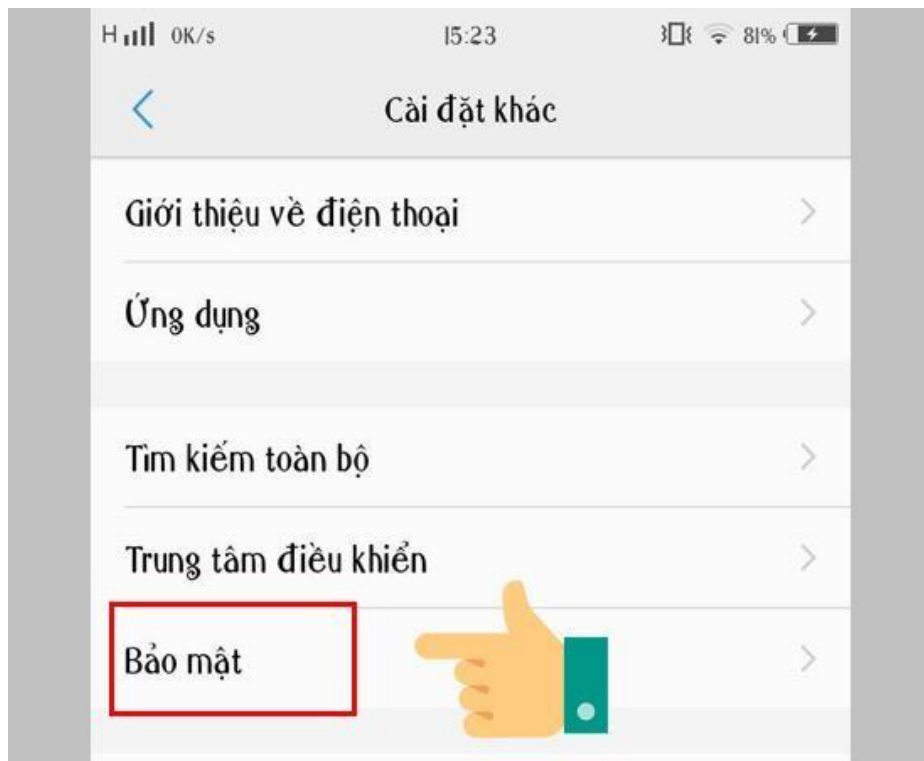 H 0K/s 15:23 81%
Cài đặt khác
Giới thiệu về điện thoại
Ứng dụng
Tìm kiếm toàn bộ
Trung tâm điều khiển
Bảo mật